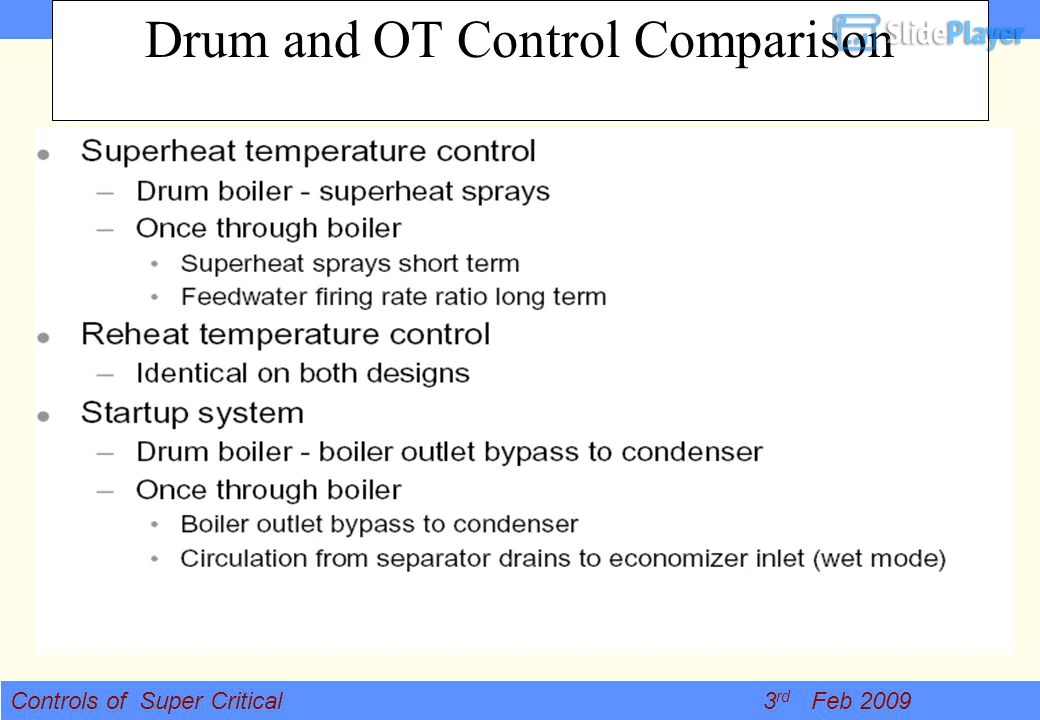 Drum and OT Control Comparison
SlidePlayer
• Superheat temperature control
– Drum boiler - superheat sprays
– Once through boiler
• Superheat sprays short term
• Feedwater firing rate ratio long term
• Reheat temperature control
– Identical on both designs
• Startup system
– Drum boiler - boiler outlet bypass to condenser
– Once through boiler
• Boiler outlet bypass to condenser
• Circulation from separator drains to economizer inlet (wet mode)
Controls of Super Critical 3rd Feb 2009